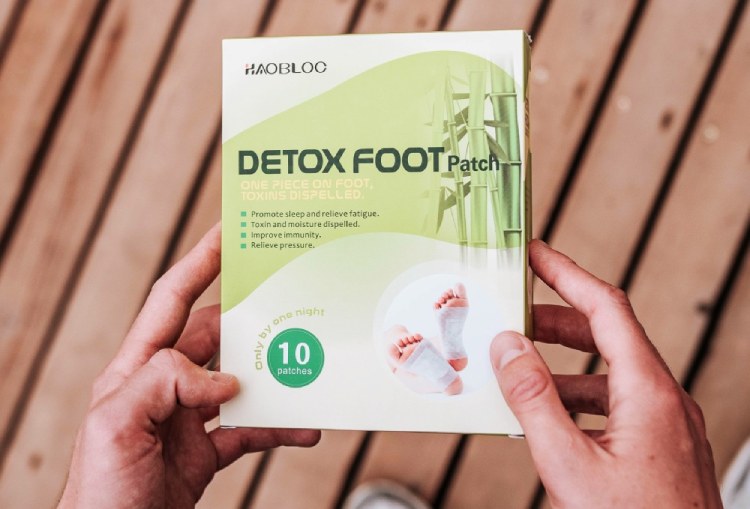 HAOBLOC
DETOX FOOT Patch
ONE PIECE ON FOOT,
TOXINS DISPELLED.
Promote sleep and relieve fatigue.
Toxin and moisture dispelled.
Improve immunity.
Relieve pressure.
Only by one night
10
patches